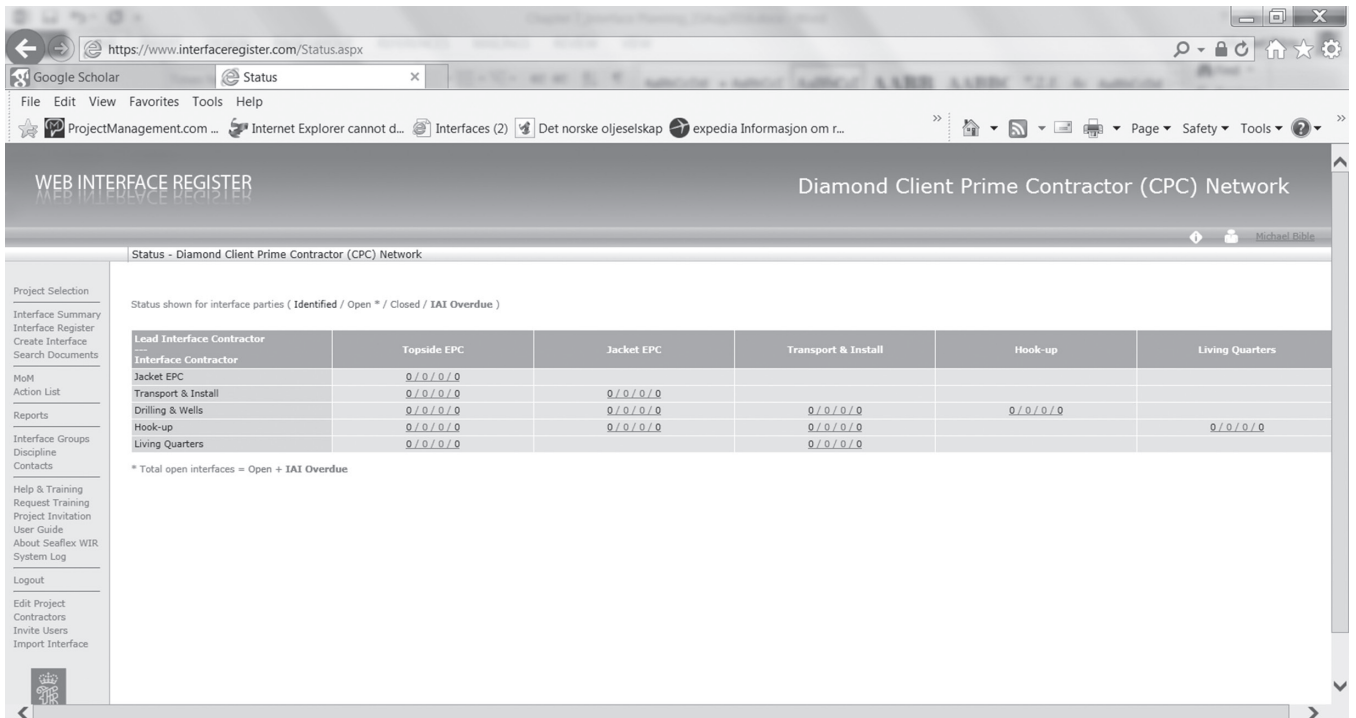 https://www.interfaceregister.com/Status.aspx
Google Scholar
Status
File Edit View Favorites Tools Help
ProjectManagement.com ... Internet Explorer cannot d... Interfaces (2) Det norske oljeselskap expedia Informasjon om r...
Page Safety Tools
WEB INTERFACE REGISTER
Diamond Client Prime Contractor (CPC) Network
Michael Bible
Status - Diamond Client Prime Contractor (CPC) Network
Project Selection
Interface Summary
Interface Register
Create Interface
Search Documents
MoM
Action List
Reports
Interface Groups
Discipline
Contacts
Help & Training
Request Training
Project Invitation
User Guide
About Seaflex WIR
System Log
Logout
Edit Project
Contractors
Invite Users
Import Interface
Status shown for interface parties ( Identified / Open * / Closed / IAI Overdue )
Lead Interface Contractor
---
Interface Contractor
Topside EPC Jacket EPC Transport & Install Hook-up Living Quarters
Jacket EPC 0 / 0 / 0 / 0
Transport & Install 0 / 0 / 0 / 0 0 / 0 / 0 / 0
Drilling & Wells 0 / 0 / 0 / 0 0 / 0 / 0 / 0 0 / 0 / 0 / 0 0 / 0 / 0 / 0
Hook-up 0 / 0 / 0 / 0 0 / 0 / 0 / 0 0 / 0 / 0 / 0 0 / 0 / 0 / 0
Living Quarters 0 / 0 / 0 / 0 0 / 0 / 0 / 0
* Total open interfaces = Open + IAI Overdue